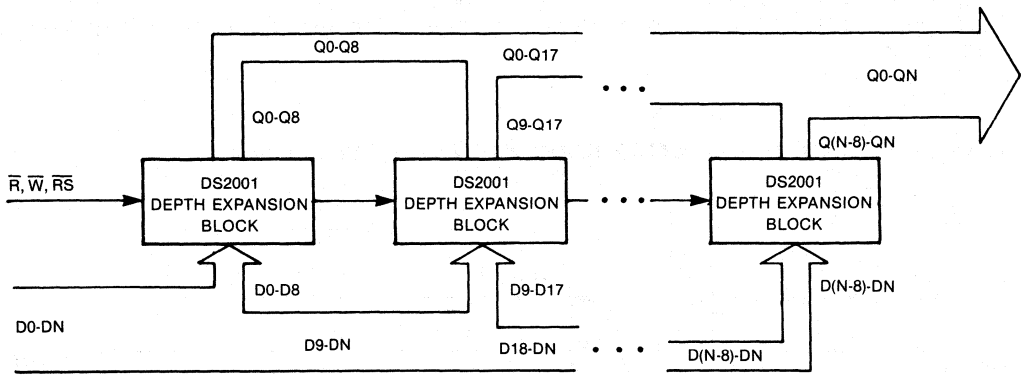 Q0-Q8
Q0-Q17
Q0-QN
Q0-Q8
Q9-Q17
Q(N-8)-QN
R̅, W̅, R̅S̅
DS2001
DEPTH EXPANSION
BLOCK
DS2001
DEPTH EXPANSION
BLOCK
DS2001
DEPTH EXPANSION
BLOCK
D0-D8
D9-D17
D(N-8)-DN
D0-DN
D9-DN
D18-DN
D(N-8)-DN